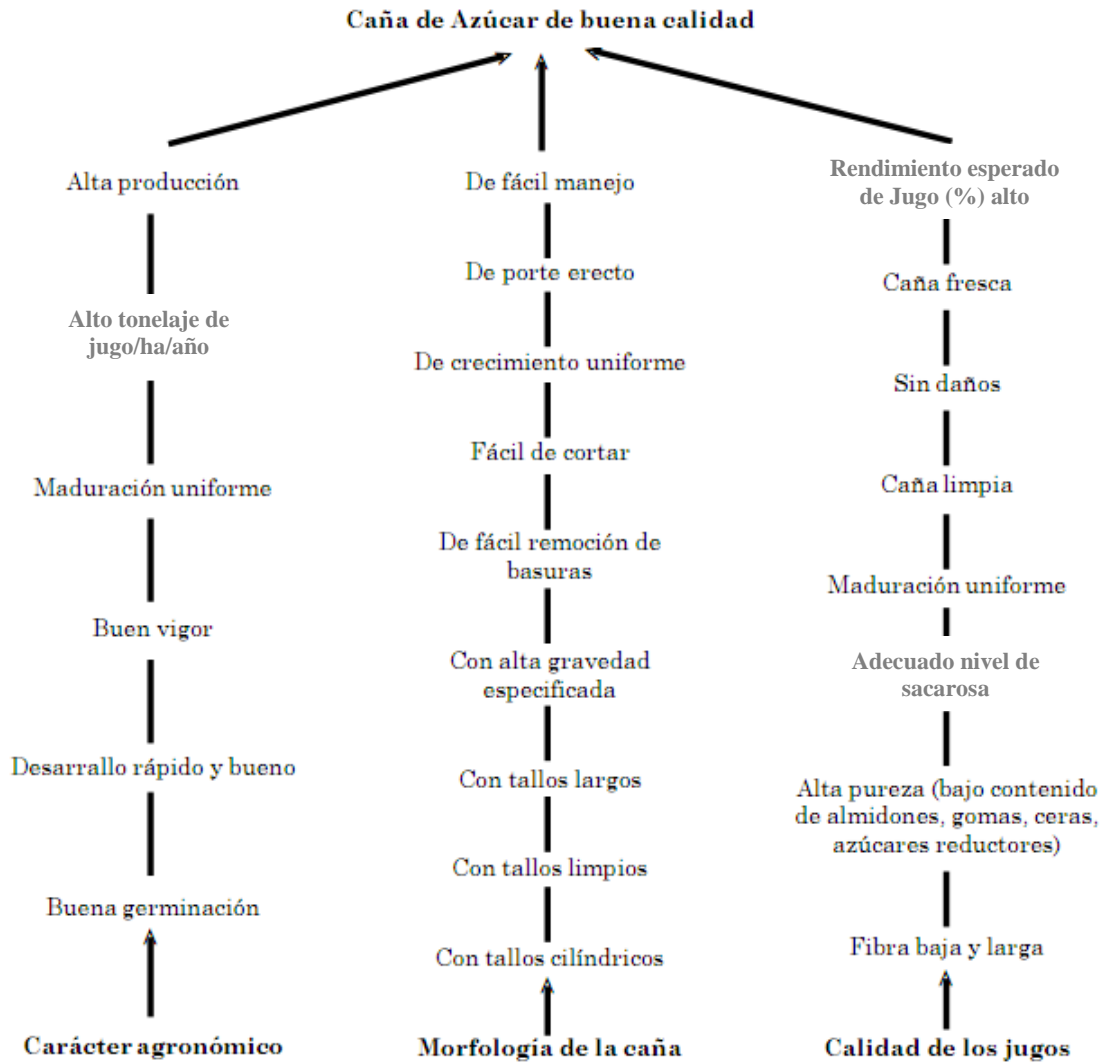 Caña de Azúcar de buena calidad
Alta producción
Alto tonelaje de
jugo/ha/año
Maduración uniforme
Buen vigor
Desarrallo rápido y bueno
Buena germinación
Carácter agronómico
De fácil manejo
De porte erecto
De crecimiento uniforme
Fácil de cortar
De fácil remoción de
basuras
Con alta gravedad
especificada
Con tallos largos
Con tallos limpios
Con tallos cilíndricos
Morfología de la caña
Rendimiento esperado
de Jugo (%) alto
Caña fresca
Sin daños
Caña limpia
Maduración uniforme
Adecuado nivel de
sacarosa
Alta pureza (bajo contenido
de almidones, gomas, ceras,
azúcares reductores)
Fibra baja y larga
Calidad de los jugos